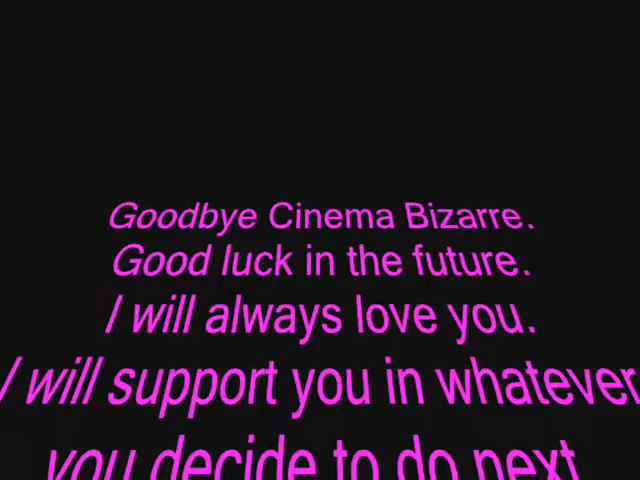 Goodbye Cinema Bizarre.
Good luck in the future.
I will always love you.
I will support you in whatever
you decide to do next.